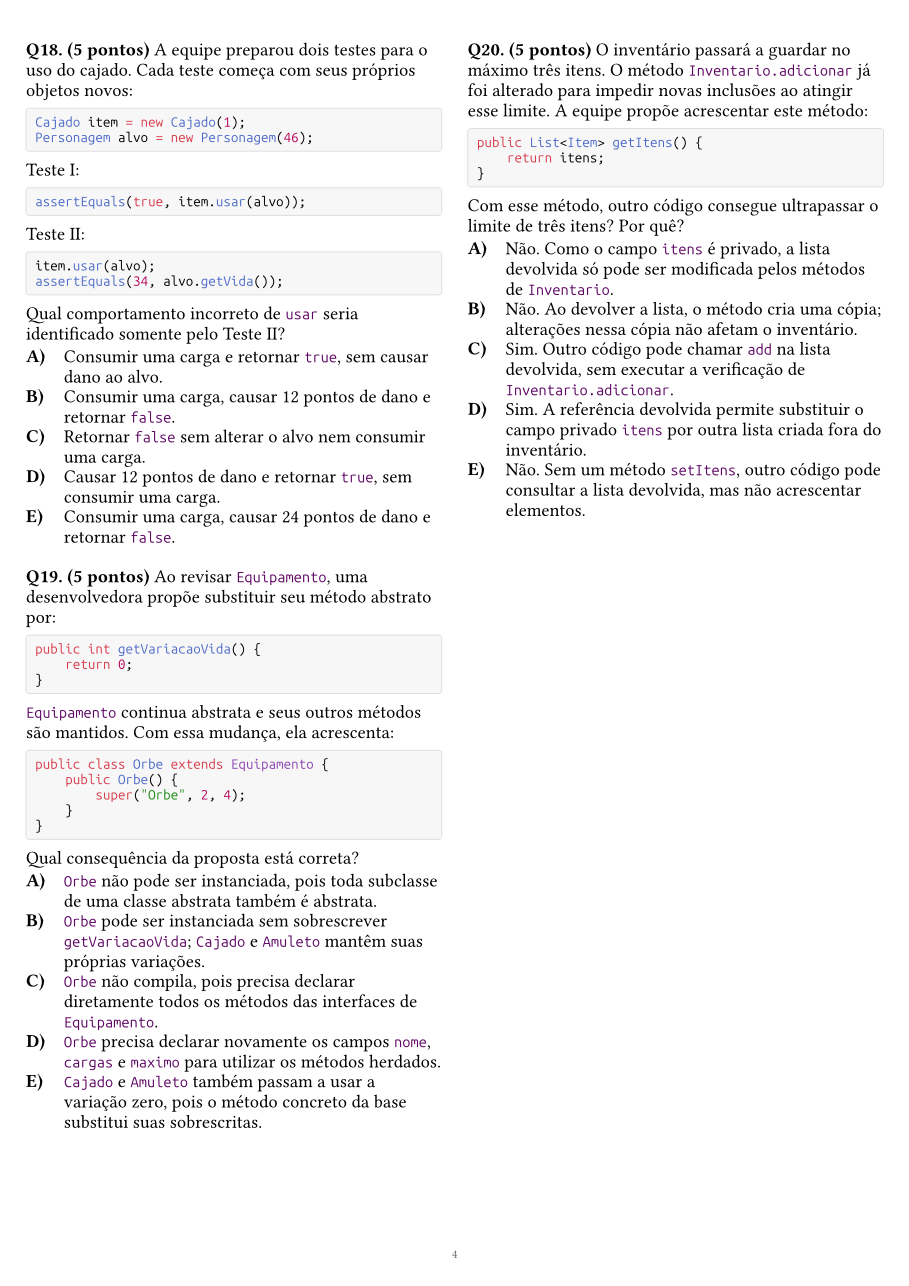 Q18. (5 pontos) A equipe preparou dois testes para o
uso do cajado. Cada teste começa com seus próprios
objetos novos:
Cajado item = new Cajado(1);
Personagem alvo = new Personagem(46);
Teste I:
assertEquals(true, item.usar(alvo));
Teste II:
item.usar(alvo);
assertEquals(34, alvo.getVida());
Qual comportamento incorreto de usar seria
identificado somente pelo Teste II?
A) Consumir uma carga e retornar true, sem causar
dano ao alvo.
B) Consumir uma carga, causar 12 pontos de dano e
retornar false.
C) Retornar false sem alterar o alvo nem consumir
uma carga.
D) Causar 12 pontos de dano e retornar true, sem
consumir uma carga.
E) Consumir uma carga, causar 24 pontos de dano e
retornar false.
Q19. (5 pontos) Ao revisar Equipamento, uma
desenvolvedora propõe substituir seu método abstrato
por:
public int getVariacaoVida() {
    return 0;
}
Equipamento continua abstrata e seus outros métodos
são mantidos. Com essa mudança, ela acrescenta:
public class Orbe extends Equipamento {
    public Orbe() {
        super("Orbe", 2, 4);
    }
}
Qual consequência da proposta está correta?
A) Orbe não pode ser instanciada, pois toda subclasse
de uma classe abstrata também é abstrata.
B) Orbe pode ser instanciada sem sobrescrever
getVariacaoVida; Cajado e Amuleto mantêm suas
próprias variações.
C) Orbe não compila, pois precisa declarar
diretamente todos os métodos das interfaces de
Equipamento.
D) Orbe precisa declarar novamente os campos nome,
cargas e maximo para utilizar os métodos herdados.
E) Cajado e Amuleto também passam a usar a
variação zero, pois o método concreto da base
substitui suas sobrescritas.
Q20. (5 pontos) O inventário passará a guardar no
máximo três itens. O método Inventario.adicionar já
foi alterado para impedir novas inclusões ao atingir
esse limite. A equipe propõe acrescentar este método:
public List<Item> getItens() {
    return itens;
}
Com esse método, outro código consegue ultrapassar o
limite de três itens? Por quê?
A) Não. Como o campo itens é privado, a lista
devolvida só pode ser modificada pelos métodos
de Inventario.
B) Não. Ao devolver a lista, o método cria uma cópia;
alterações nessa cópia não afetam o inventário.
C) Sim. Outro código pode chamar add na lista
devolvida, sem executar a verificação de
Inventario.adicionar.
D) Sim. A referência devolvida permite substituir o
campo privado itens por outra lista criada fora do
inventário.
E) Não. Sem um método setItens, outro código pode
consultar a lista devolvida, mas não acrescentar
elementos.
4